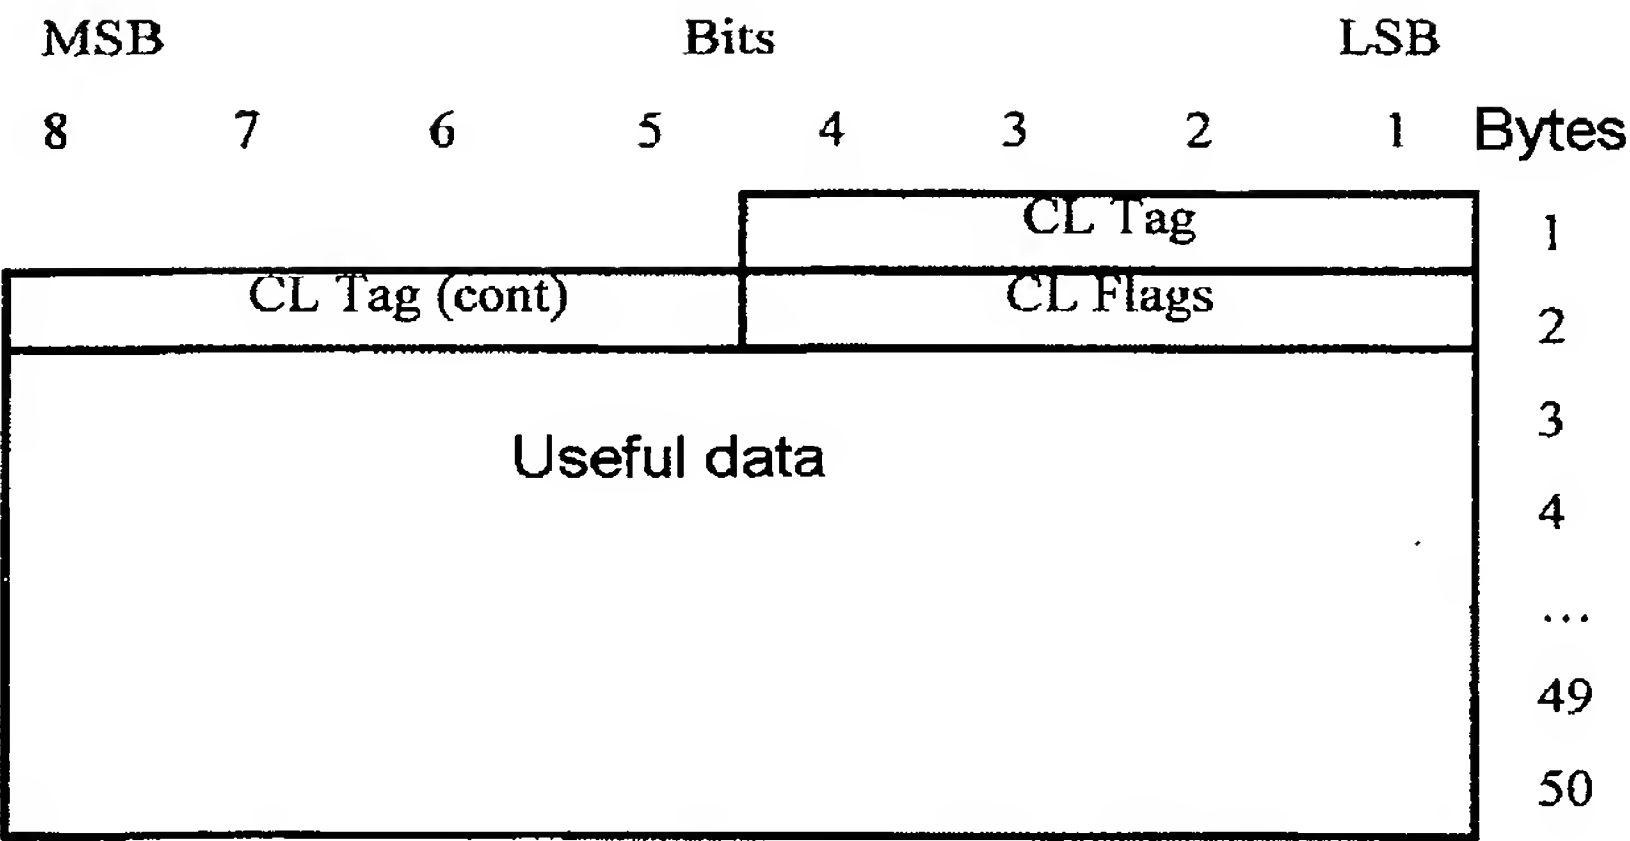 MSB Bits LSB
8 7 6 5 4 3 2 1 Bytes
CL Tag 1
CL Tag (cont) CL Flags 2
3
Useful data
4
...
49
50